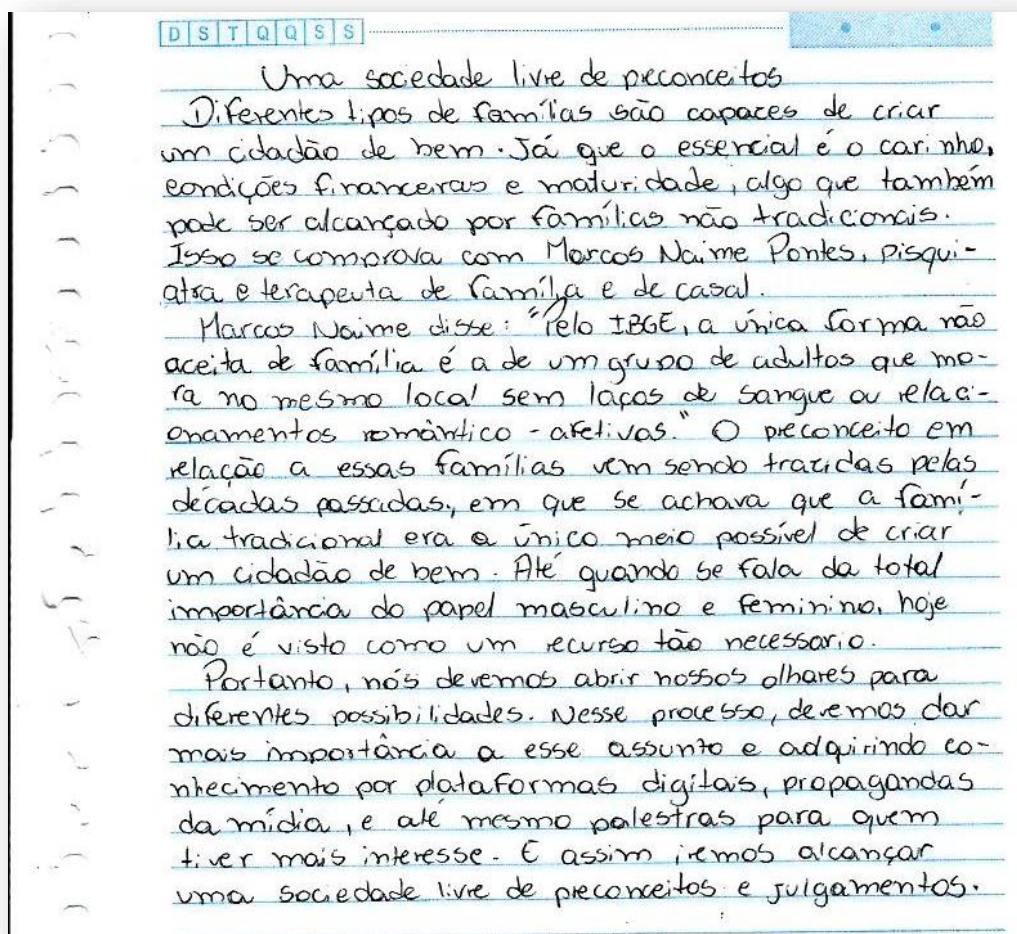 D S T Q Q S S
Uma sociedade livre de preconceitos
Diferentes tipos de famílias são capazes de criar
um cidadão de bem. Já que o essencial é o carinho,
condições financeiras e maturidade, algo que também
pode ser alcançado por famílias não tradicionais.
Isso se comprova com Marcos Naime Pontes, pisqui-
atra e terapeuta de família e de casal.
Marcos Naime disse: "Pelo IBGE, a única forma não
aceita de família é a de um grupo de adultos que mo-
ra no mesmo local sem laços de sangue ou relaci-
onamentos romântico-afetivos." O preconceito em
relação a essas famílias vem sendo trazidas pelas
décadas passadas, em que se achava que a famí-
lia tradicional era o único meio possível de criar
um cidadão de bem. Até quando se fala da total
importância do papel masculino e feminino, hoje
não é visto como um recurso tão necessario.
Portanto, nós devemos abrir nossos olhares para
diferentes possibilidades. Nesse processo, devemos dar
mais importância a esse assunto e adquirindo co-
nhecimento por plataformas digitais, propagandas
da mídia, e até mesmo palestras para quem
tiver mais interesse. E assim iremos alcançar
uma sociedade livre de preconceitos e julgamentos.